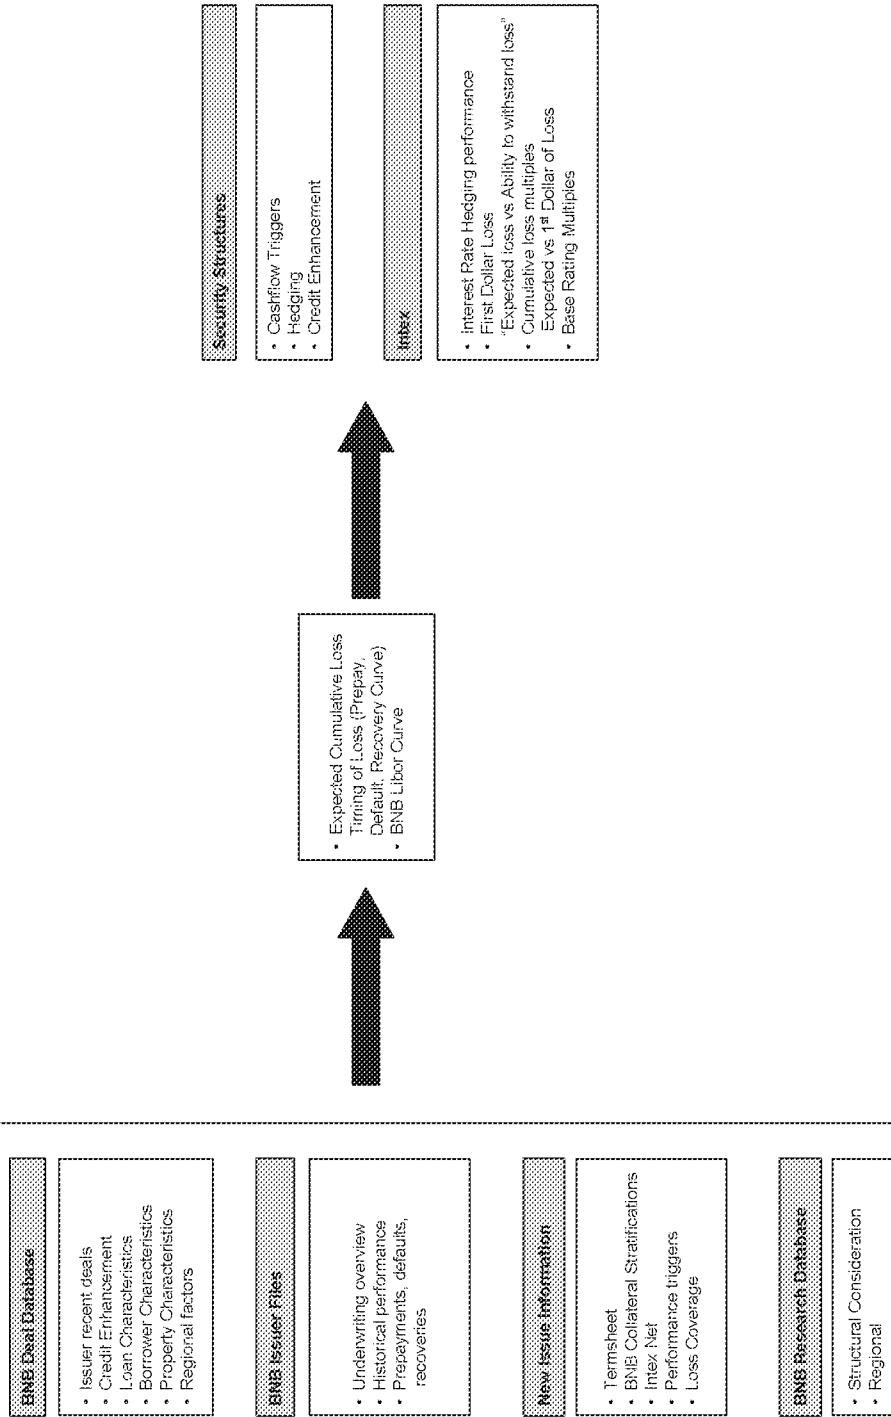 BNB Deal Database
• Issuer recent deals
• Credit Enhancement
• Loan Characteristics
• Borrower Characteristics
• Property Characteristics
• Regional factors
BNB Issuer Files
• Underwriting overview
• Historical performance
• Prepayments, defaults,
recoveries
New Issue Information
• Termsheet
• BNB Collateral Stratifications
• Intex Net
• Performance triggers
• Loss Coverage
BNB Research Database
• Structural Consideration
• Regional
• Expected Cumulative Loss
Timing of Loss (Prepay,
Default, Recovery Curve)
• BNB Libor Curve
Security Structures
• Cashflow Triggers
• Hedging
• Credit Enhancement
Intex
• Interest Rate Hedging performance
• First Dollar Loss
"Expected loss vs Ability to withstand loss"
• Cumulative loss multiples
Expected vs 1st Dollar of Loss
• Base Rating Multiples